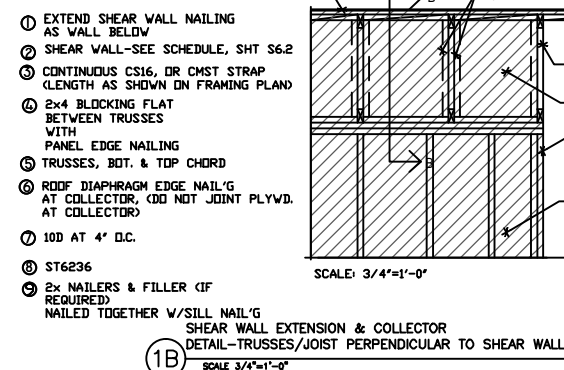 1 EXTEND SHEAR WALL NAILING
AS WALL BELOW
2 SHEAR WALL-SEE SCHEDULE, SHT S6.2
3 CONTINUOUS CS16, OR CMST STRAP
(LENGTH AS SHOWN ON FRAMING PLAN)
4 2x4 BLOCKING FLAT
BETWEEN TRUSSES
WITH
PANEL EDGE NAILING
5 TRUSSES, BOT. & TOP CHORD
6 ROOF DIAPHRAGM EDGE NAIL'G
AT COLLECTOR, (DO NOT JOINT PLYWD.
AT COLLECTOR)
7 10D AT 4" O.C.
8 ST6236
9 2x NAILERS & FILLER (IF
REQUIRED)
NAILED TOGETHER W/SILL NAIL'G
B
SCALE: 3/4"=1'-0"
SHEAR WALL EXTENSION & COLLECTOR
DETAIL-TRUSSES/JOIST PERPENDICULAR TO SHEAR WALL
1B
SCALE 3/4"=1'-0"